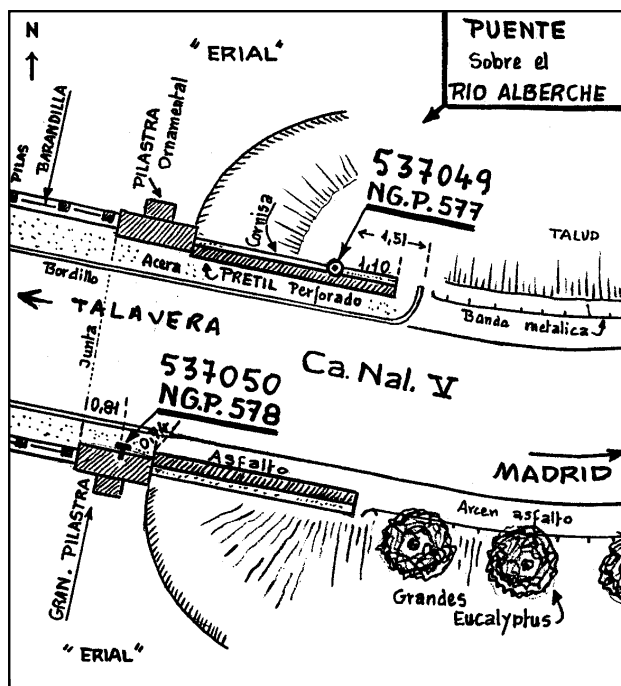 N
"ERIAL"
PUENTE
Sobre el
RIO ALBERCHE
PILAS
BARANDILLA
PILASTRA
Ornamental
537049
NG.P. 577
Cornisa
1,51
1,10
TALUD
Acera
PRETIL Perforado
Bordillo
Banda metalica
TALAVERA
Junta
Ca. Nal. V
537050
NG.P. 578
0,81
Asfalto
MADRID
Arcen asfalto
GRAN. PILASTRA
Grandes
Eucalyptus
"ERIAL"